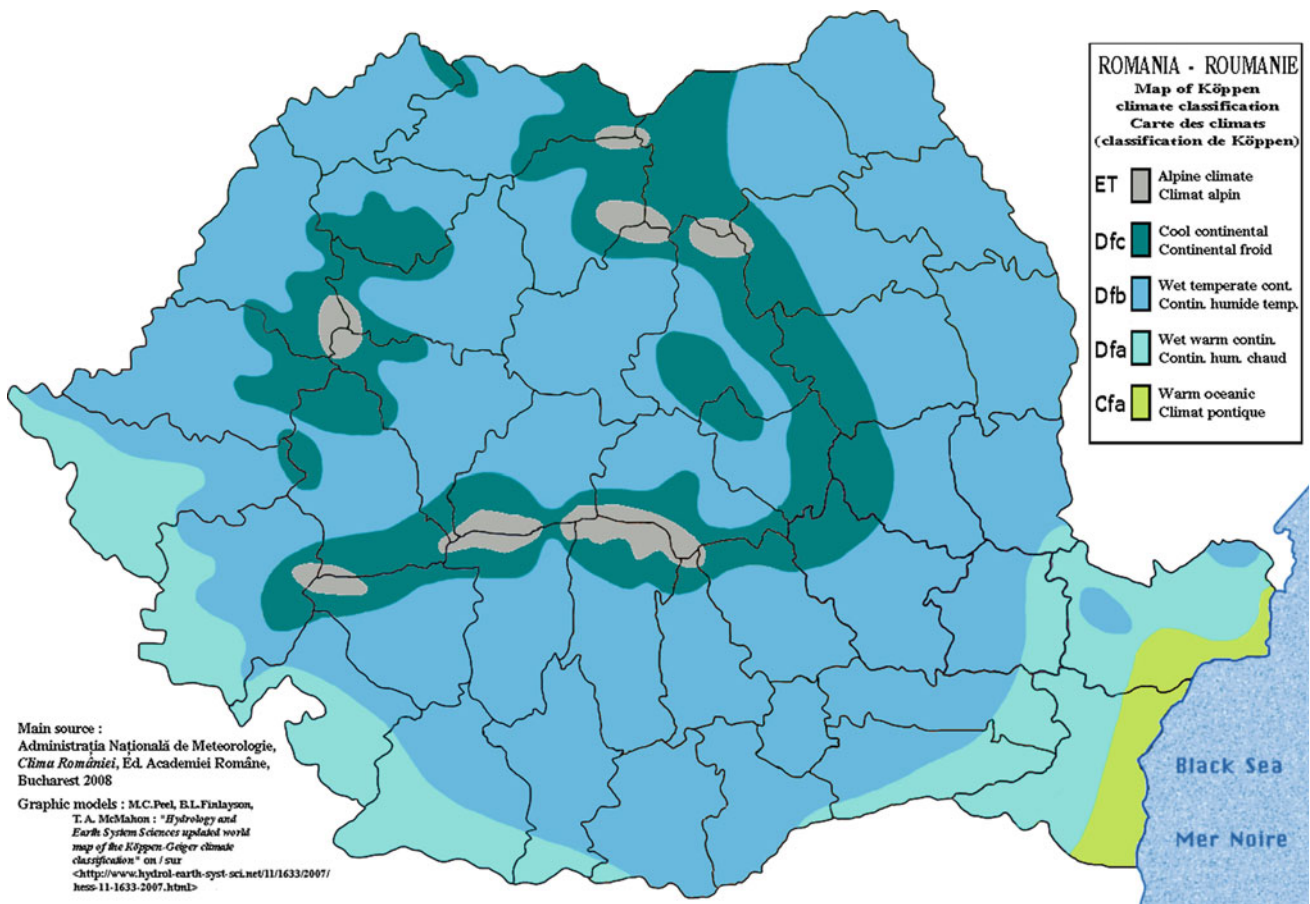 ROMANIA - ROUMANIE
Map of Köppen
climate classification
Carte des climats
(classification de Köppen)
ET Alpine climate
Climat alpin
Dfc Cool continental
Continental froid
Dfb Wet temperate cont.
Contin. humide temp.
Dfa Wet warm contin.
Contin. hum. chaud
Cfa Warm oceanic
Climat pontique
Main source :
Administrația Națională de Meteorologie,
Clima României, Ed. Academiei Române,
Bucharest 2008
Graphic models : M.C.Peel, B.L.Finlayson,
T. A. McMahon : "Hydrology and
Earth System Sciences updated world
map of the Köppen-Geiger climate
classification" on / sur
<http://www.hydrol-earth-syst-sci.net/11/1633/2007/
hess-11-1633-2007.html>
Black Sea
Mer Noire